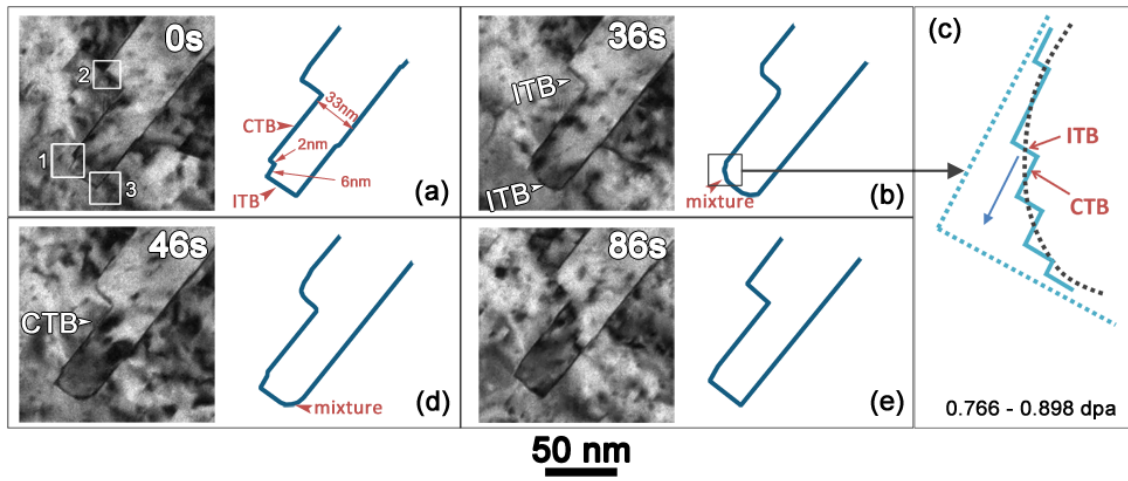 0s
1
2
3
CTB
33nm
2nm
6nm
ITB
(a)
36s
ITB
ITB
mixture
(b)
(c)
ITB
CTB
0.766 - 0.898 dpa
46s
CTB
mixture
(d)
86s
(e)
50 nm